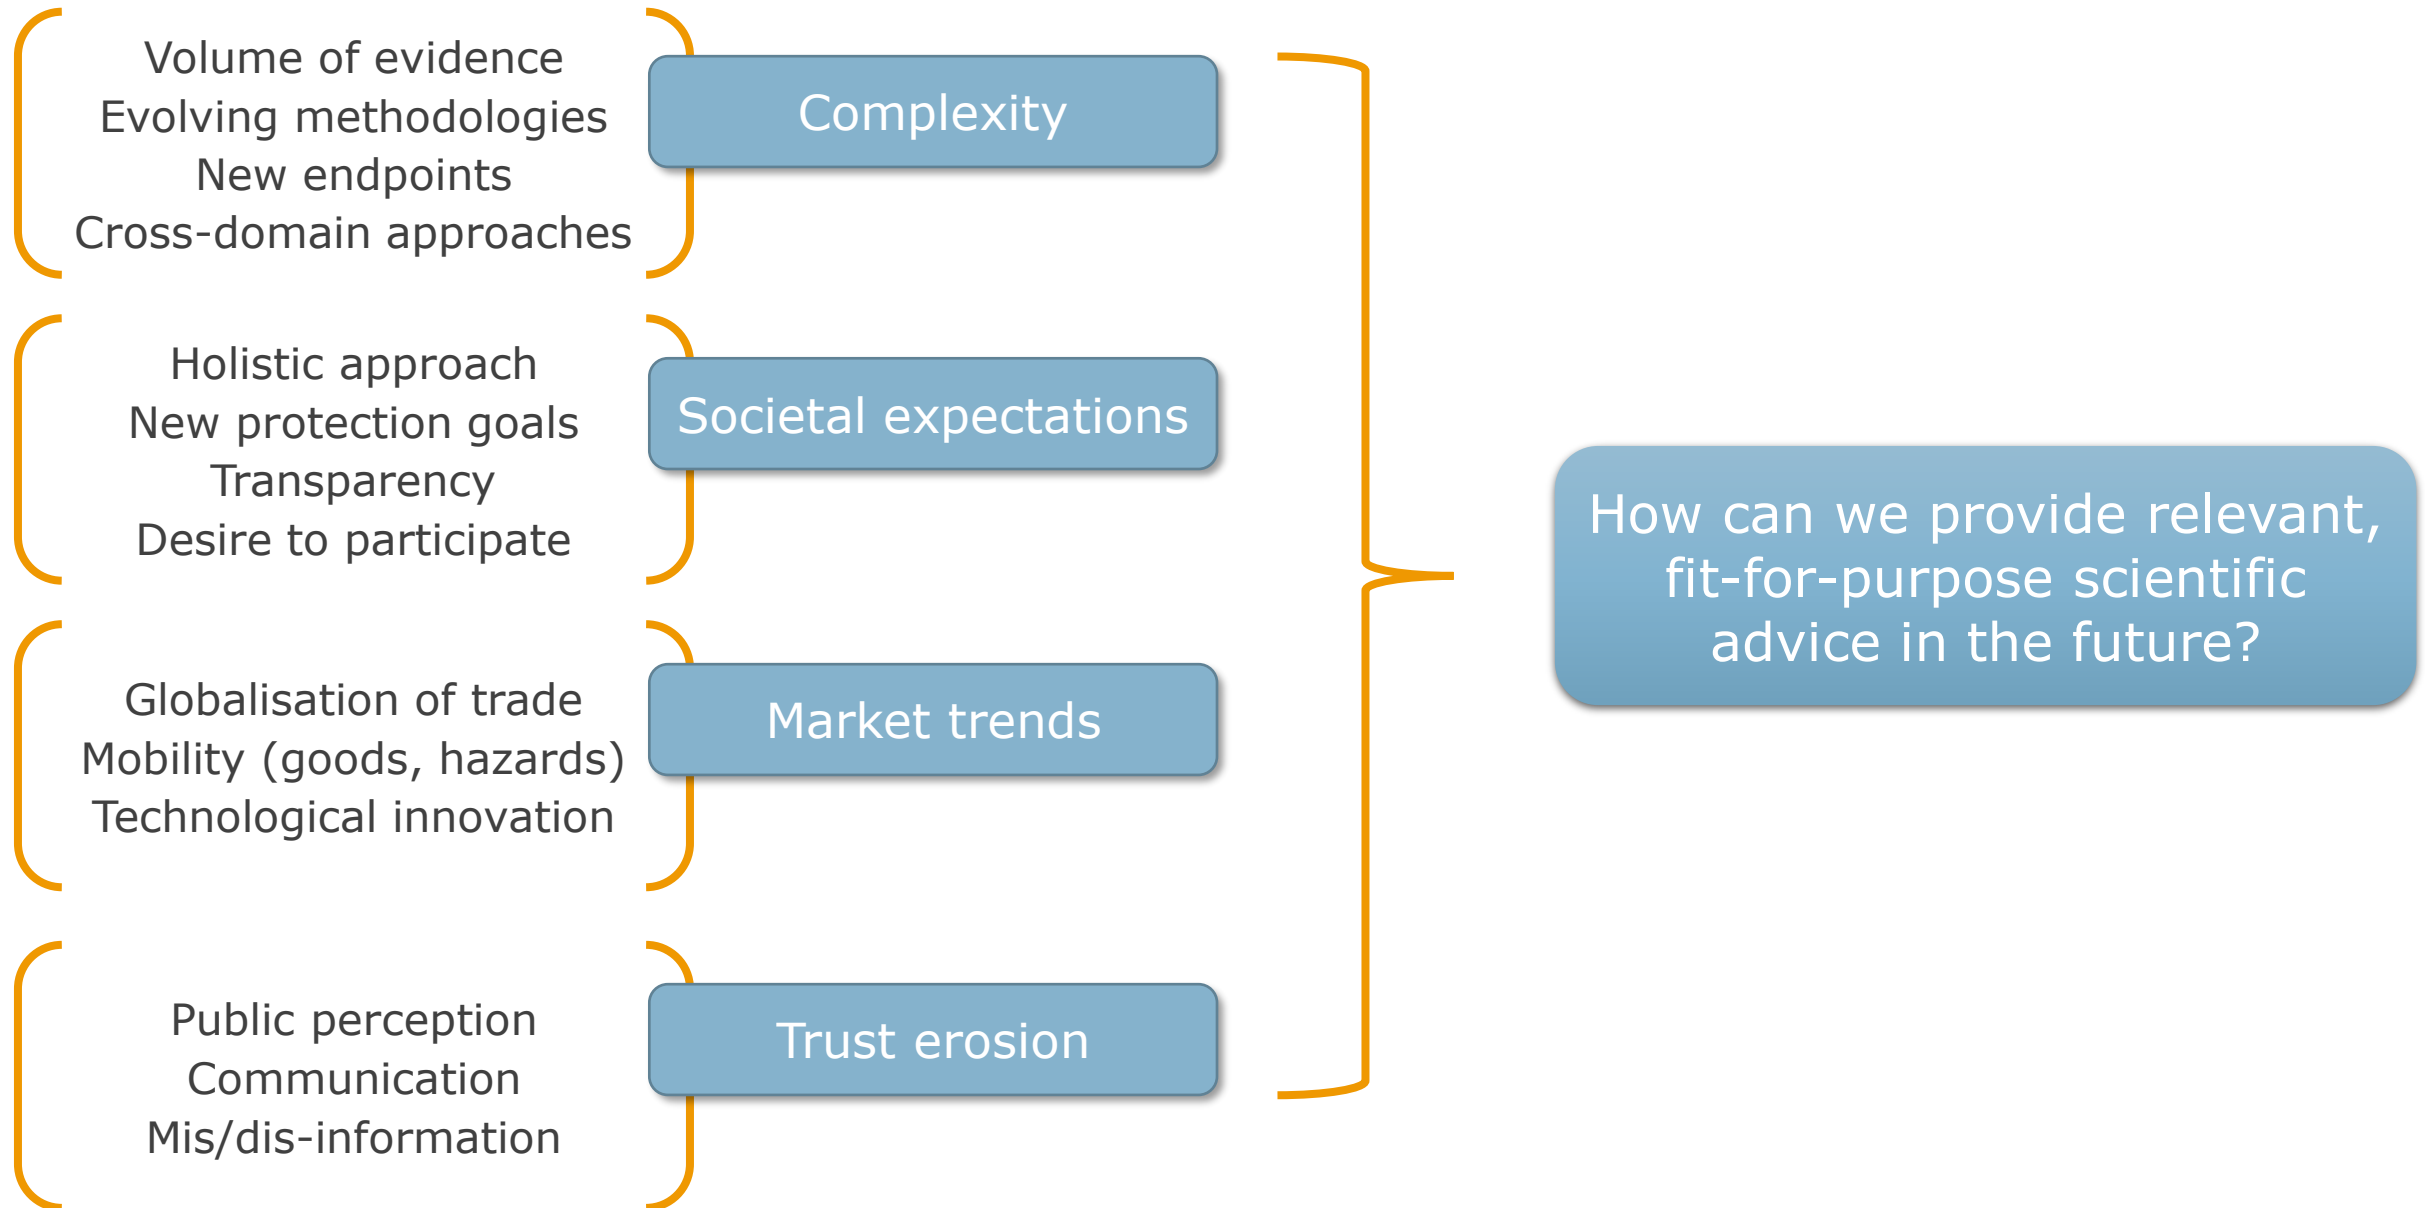 Volume of evidence
Evolving methodologies
New endpoints
Cross-domain approaches
Complexity
Holistic approach
New protection goals
Transparency
Desire to participate
Societal expectations
Globalisation of trade
Mobility (goods, hazards)
Technological innovation
Market trends
Public perception
Communication
Mis/dis-information
Trust erosion
How can we provide relevant,
fit-for-purpose scientific
advice in the future?